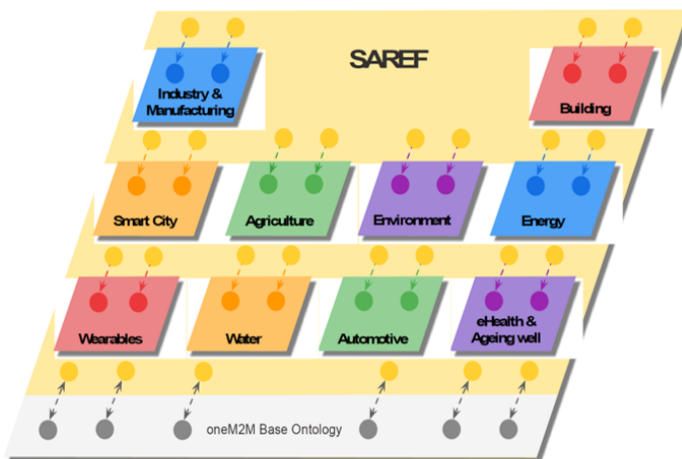 SAREF
Industry &
Manufacturing
Building
Smart City
Agriculture
Environment
Energy
Wearables
Water
Automotive
eHealth &
Ageing well
oneM2M Base Ontology